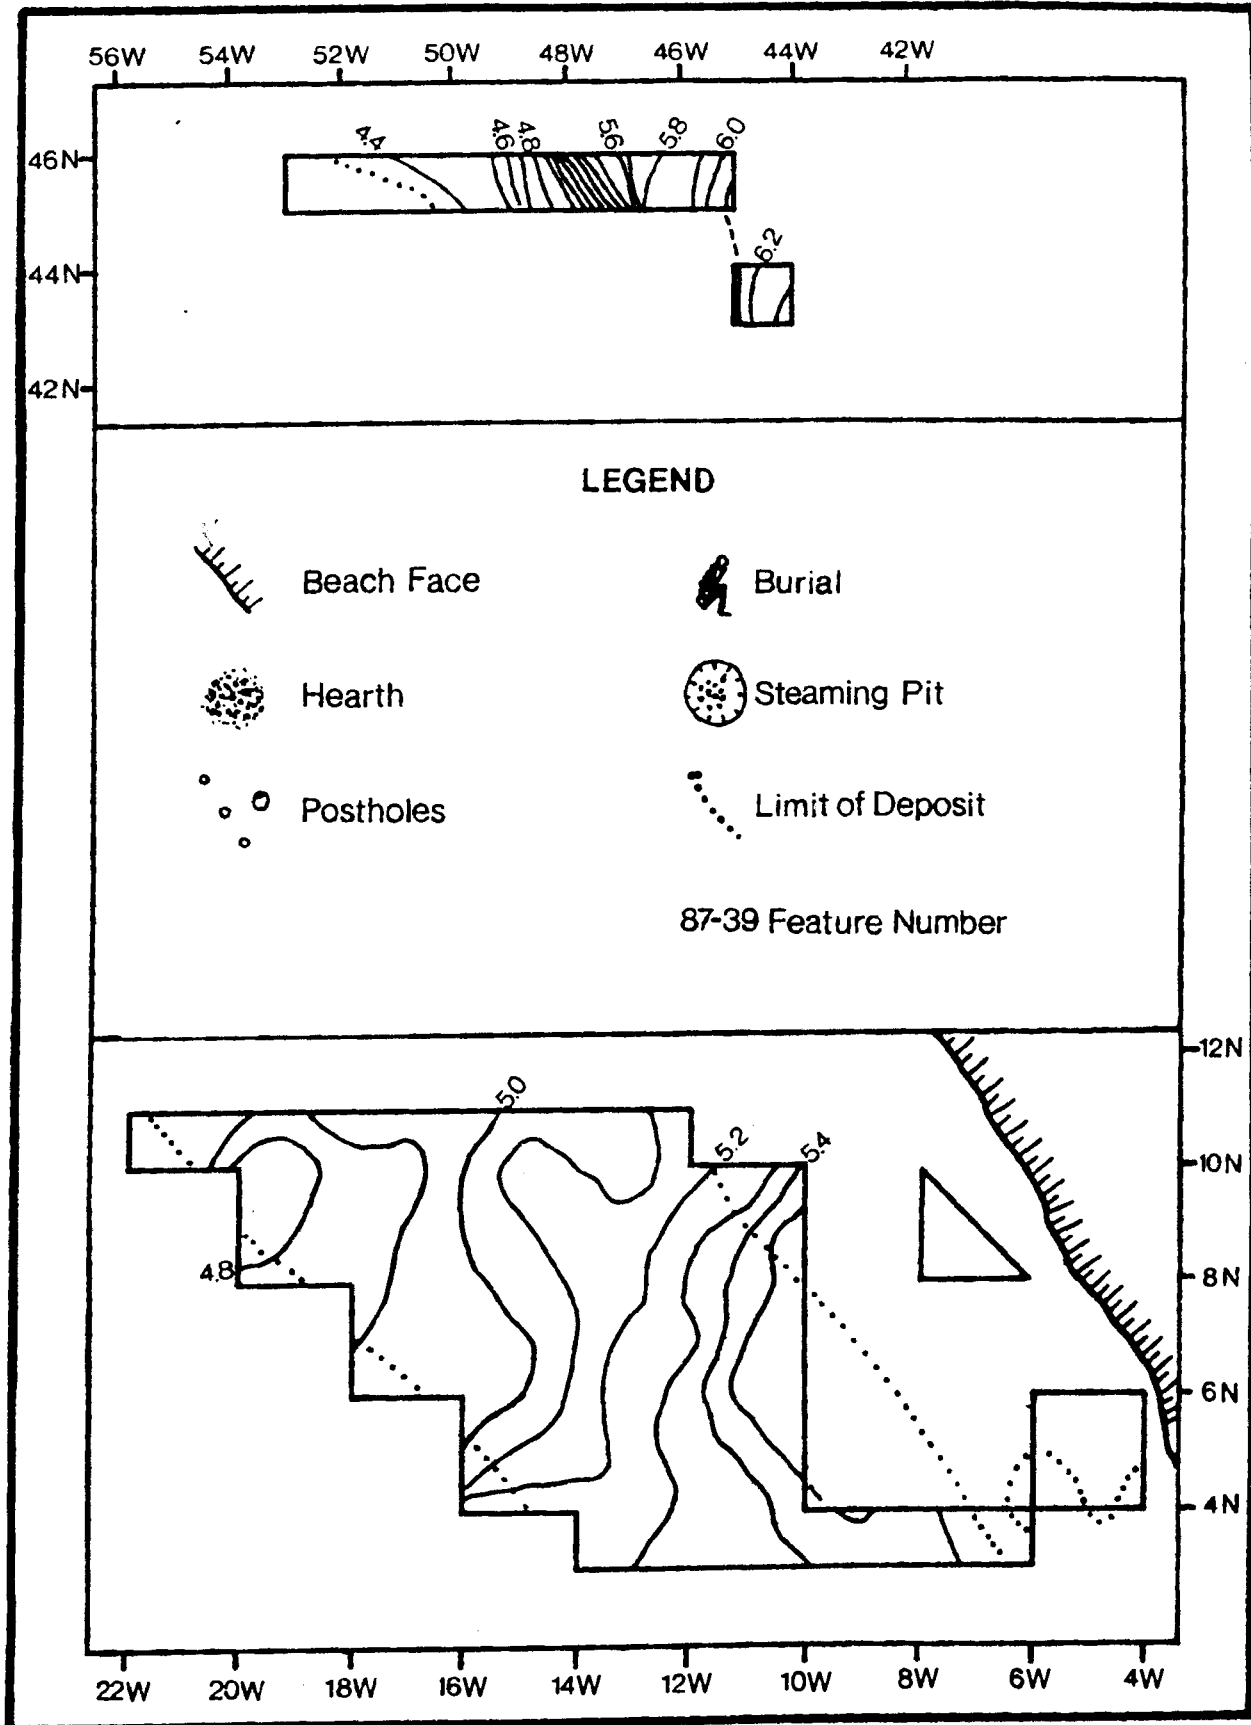 56W 54W 52W 50W 48W 46W 44W 42W
4.4 4.6 4.8 5.6 5.8 6.0
46N
6.2
44N
42N
LEGEND
Beach Face
Burial
Hearth
Steaming Pit
Postholes
Limit of Deposit
87-39 Feature Number
12N
5.0
5.2 5.4
10N
4.8
8N
6N
4N
22W 20W 18W 16W 14W 12W 10W 8W 6W 4W